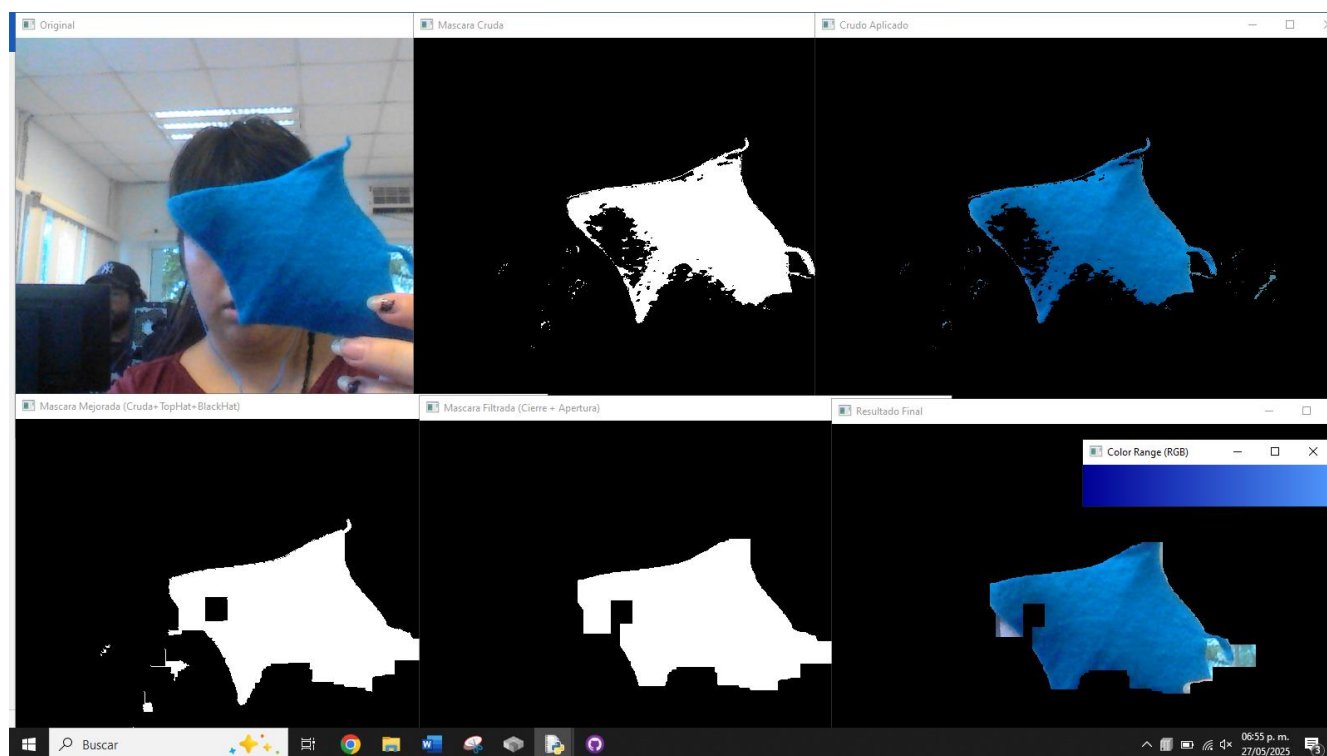 Original
Mascara Cruda
Crudo Aplicado
Mascara Mejorada (Cruda+TopHat+BlackHat)
Mascara Filtrada (Cierre + Apertura)
Resultado Final
Color Range (RGB)
Buscar
06:55 p. m.
27/05/2025
3